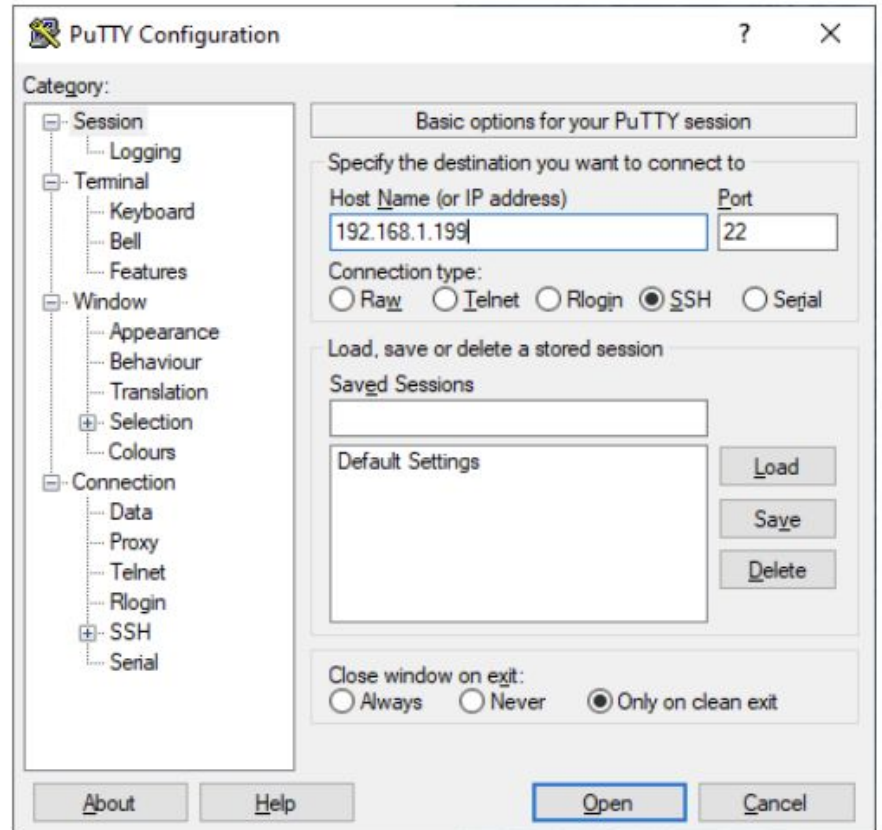 PuTTY Configuration
?
Category:
Session
Logging
Terminal
Keyboard
Bell
Features
Window
Appearance
Behaviour
Translation
Selection
Colours
Connection
Data
Proxy
Telnet
Rlogin
SSH
Serial
Basic options for your PuTTY session
Specify the destination you want to connect to
Host Name (or IP address) Port
192.168.1.199 22
Connection type:
Raw Telnet Rlogin SSH Serial
Load, save or delete a stored session
Saved Sessions
Default Settings
Load
Save
Delete
Close window on exit:
Always Never Only on clean exit
About Help Open Cancel